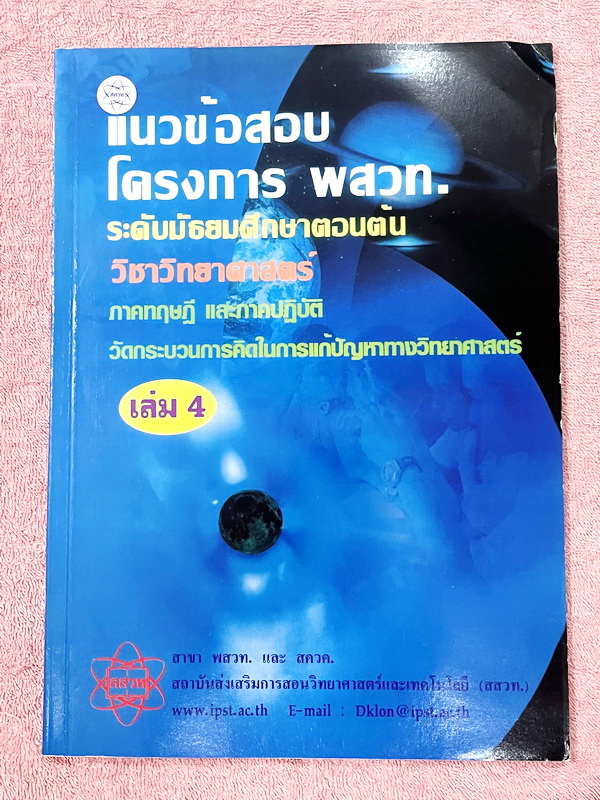 สสวท
แนวข้อสอบ
โครงการ พสวท.
ระดับมัธยมศึกษาตอนต้น
วิชาวิทยาศาสตร์
ภาคทฤษฎี และภาคปฏิบัติ
วัดกระบวนการคิดในการแก้ปัญหาทางวิทยาศาสตร์
เล่ม 4
สสวท
สาขา พสวท. และ สควค.
สถาบันส่งเสริมการสอนวิทยาศาสตร์และเทคโนโลยี (สสวท.)
www.ipst.ac.th E-mail : Dklon@ipst.ac.th